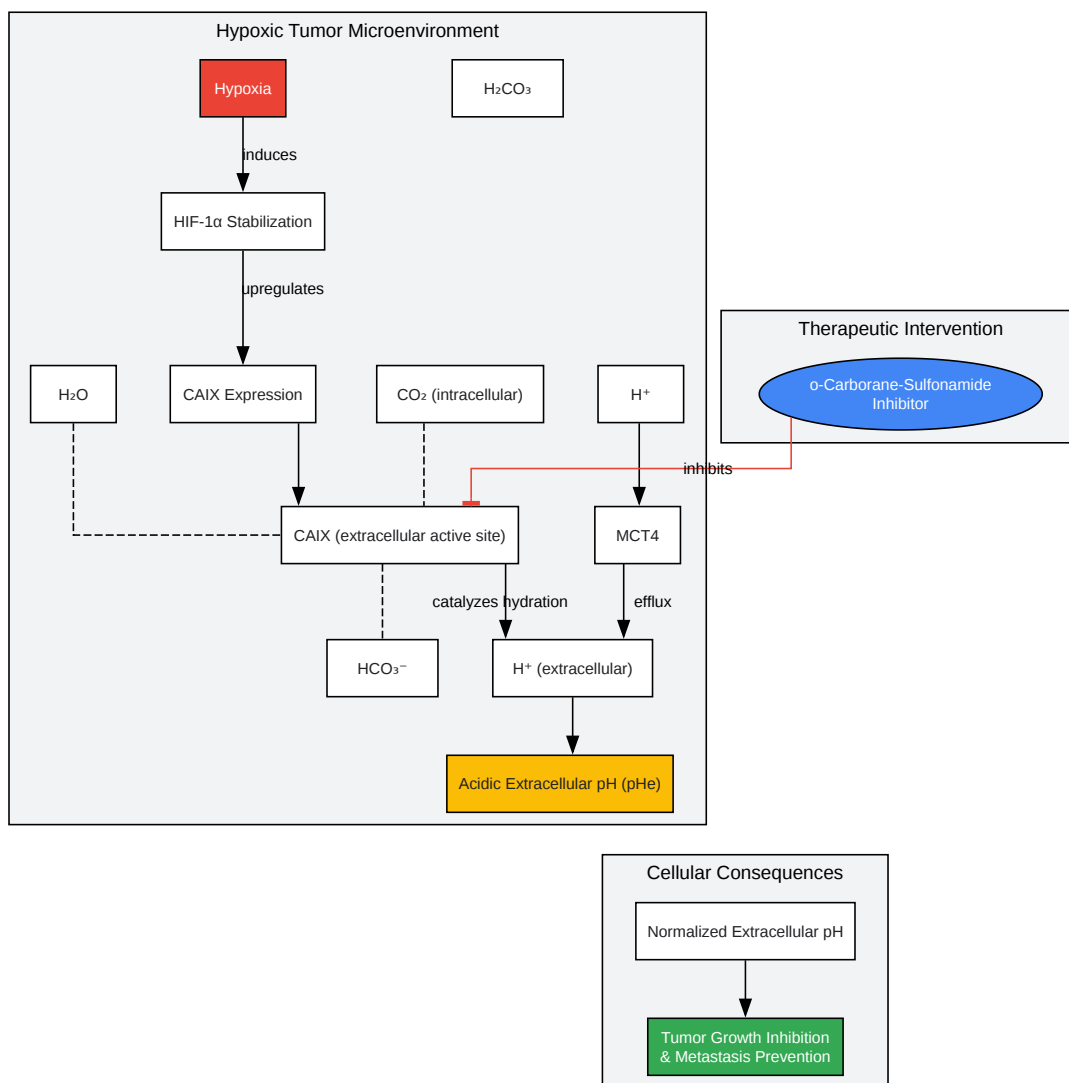 Hypoxic Tumor Microenvironment
Hypoxia
H₂CO₃
induces
HIF-1α Stabilization
upregulates
Therapeutic Intervention
o-Carborane-Sulfonamide
Inhibitor
H₂O
CAIX Expression
CO₂ (intracellular)
H⁺
inhibits
CAIX (extracellular active site)
MCT4
catalyzes hydration
efflux
HCO₃⁻
H⁺ (extracellular)
Acidic Extracellular pH (pHe)
Cellular Consequences
Normalized Extracellular pH
Tumor Growth Inhibition
& Metastasis Prevention